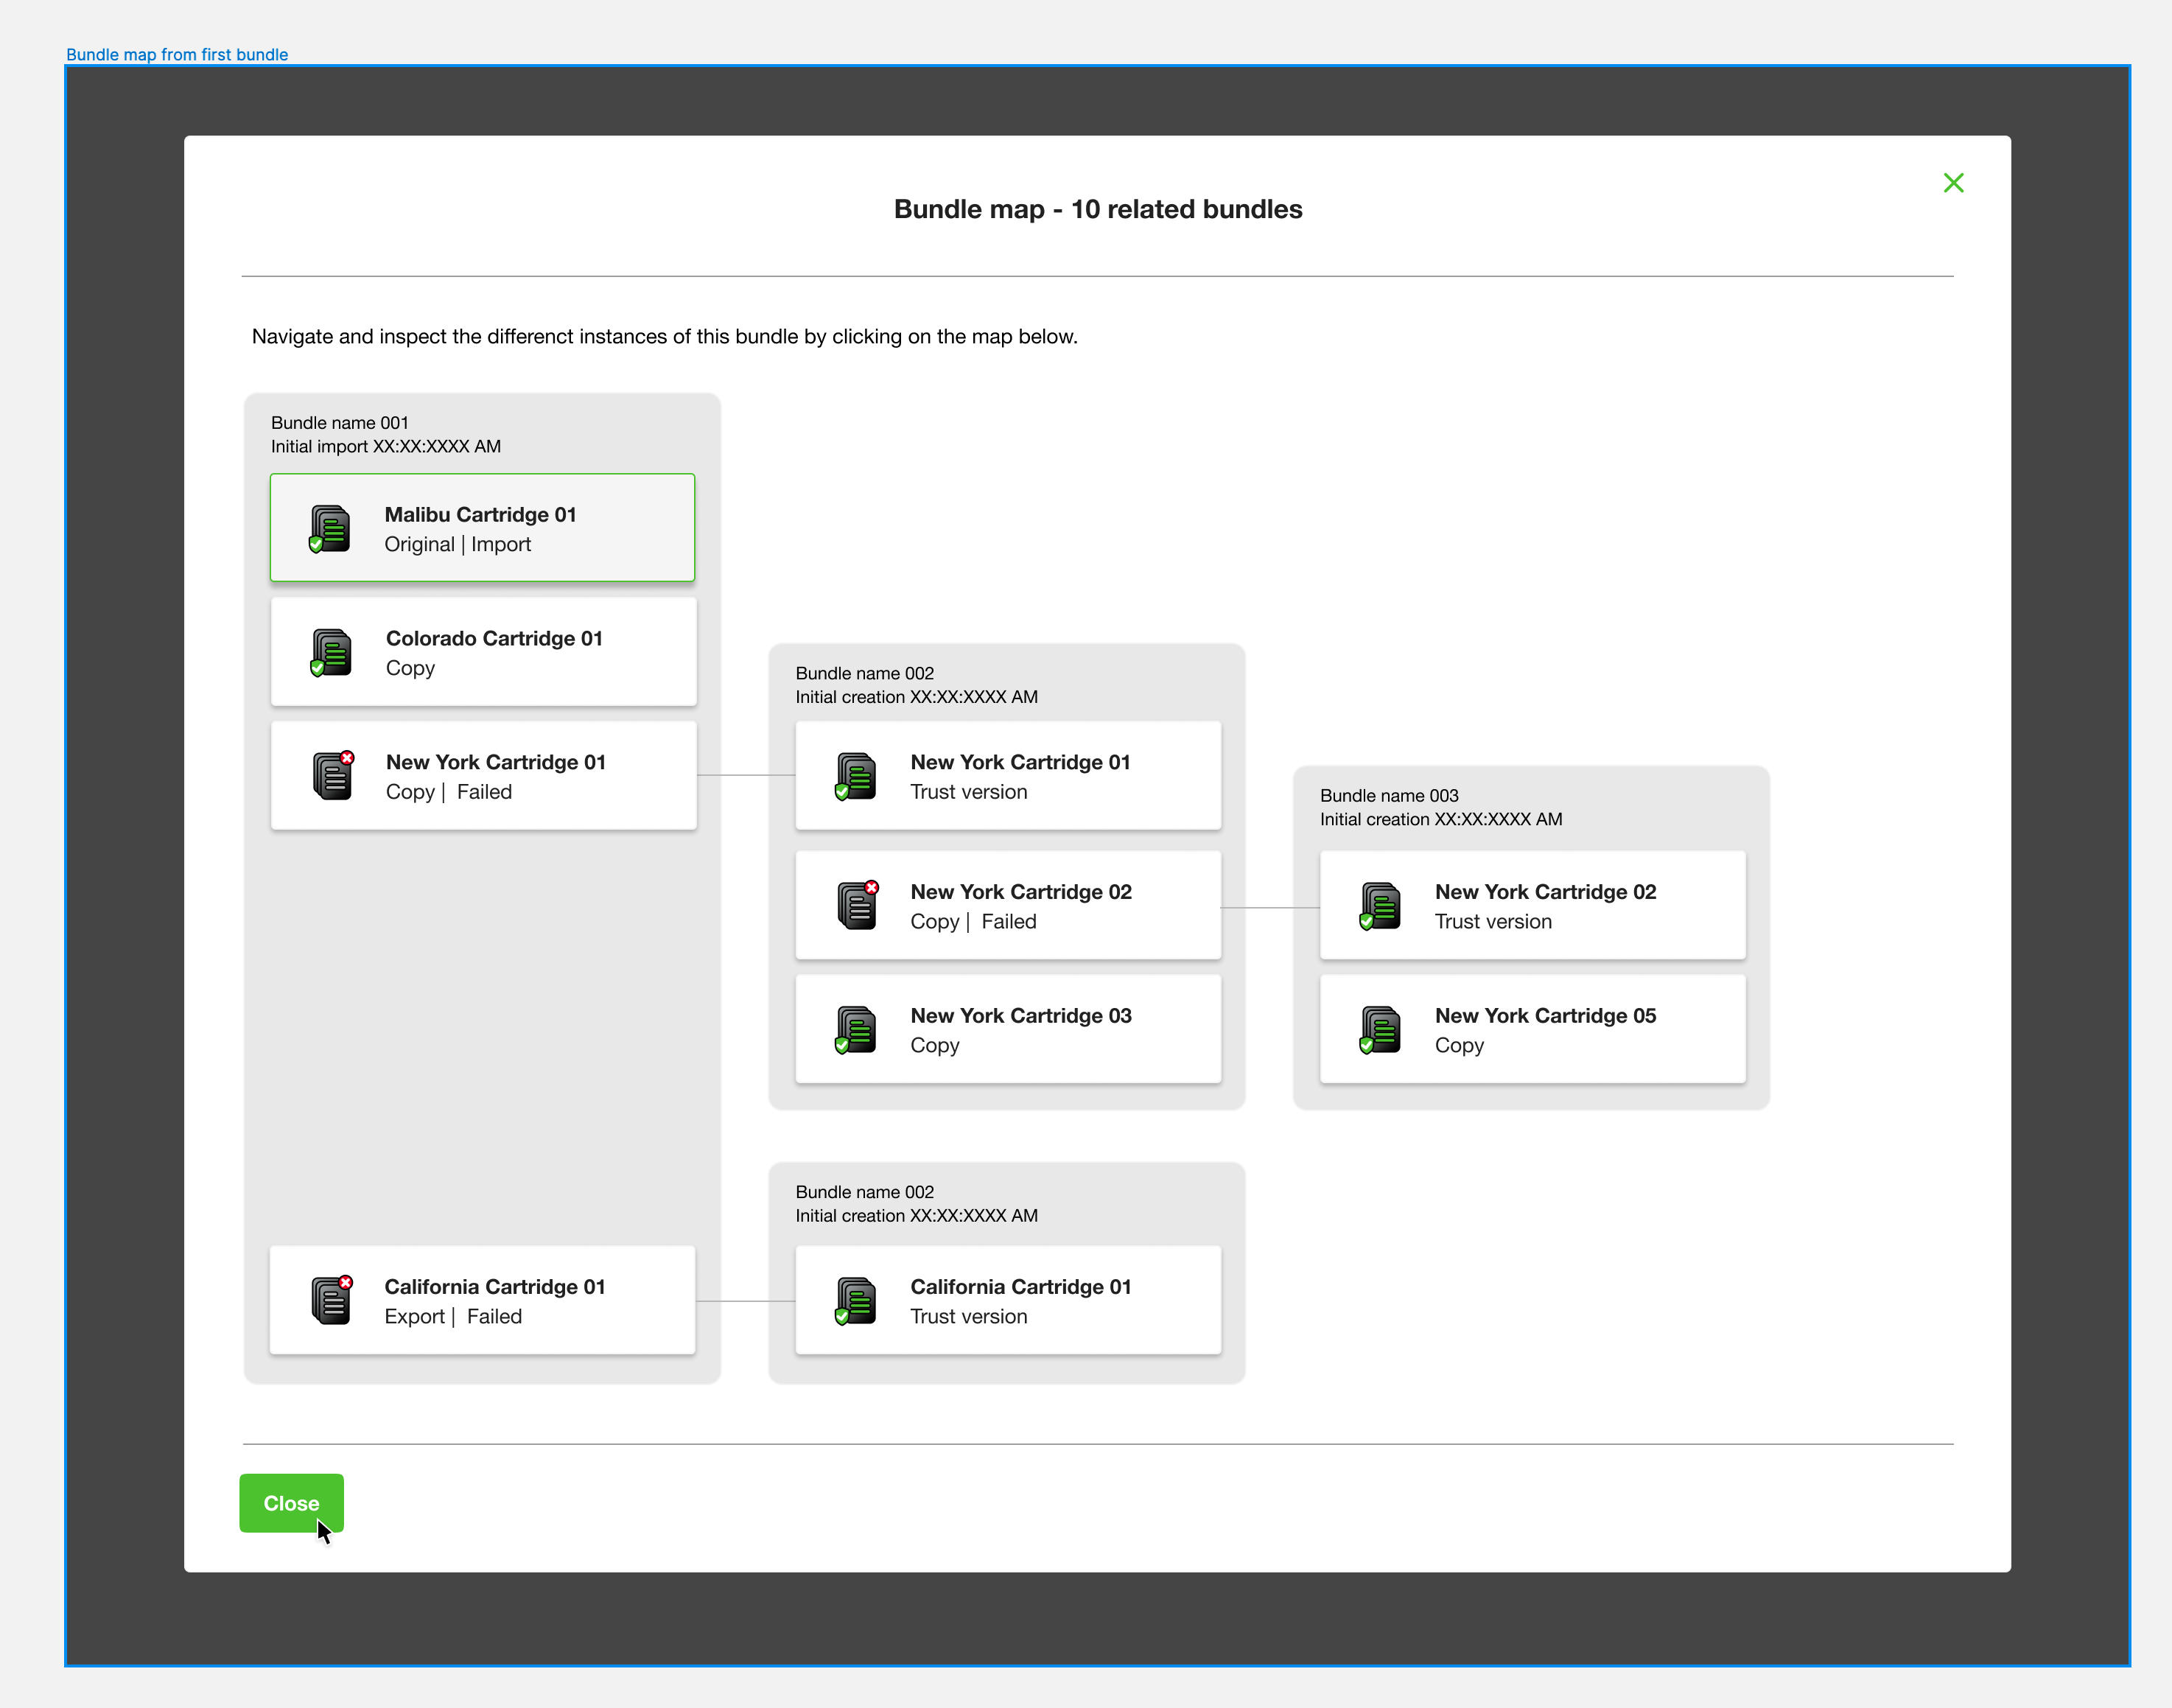 Bundle map from first bundle
Bundle map - 10 related bundles
Navigate and inspect the differenct instances of this bundle by clicking on the map below.
Bundle name 001
Initial import XX:XX:XXXX AM
Malibu Cartridge 01
Original | Import
Colorado Cartridge 01
Copy
New York Cartridge 01
Copy | Failed
California Cartridge 01
Export | Failed
Bundle name 002
Initial creation XX:XX:XXXX AM
New York Cartridge 01
Trust version
New York Cartridge 02
Copy | Failed
New York Cartridge 03
Copy
Bundle name 003
Initial creation XX:XX:XXXX AM
New York Cartridge 02
Trust version
New York Cartridge 05
Copy
Bundle name 002
Initial creation XX:XX:XXXX AM
California Cartridge 01
Trust version
Close